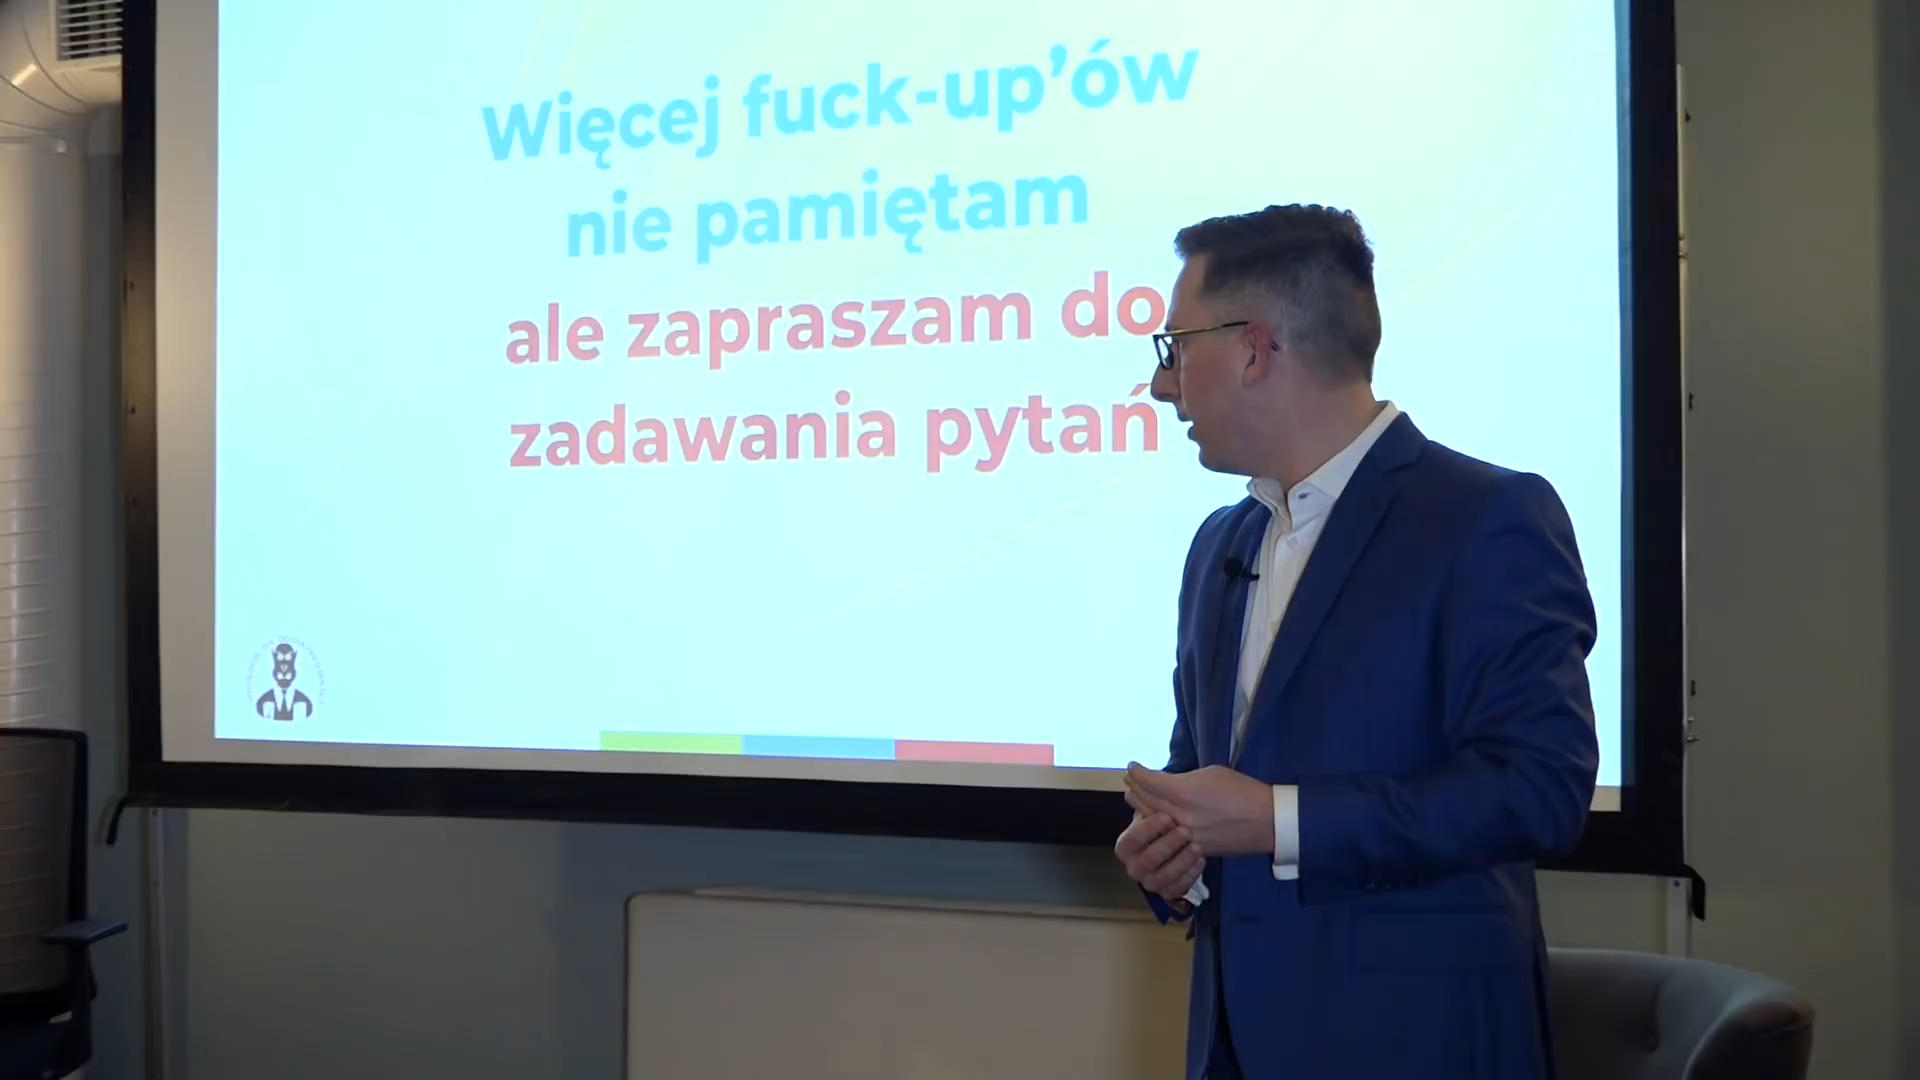 Więcej fuck-up'ów
nie pamiętam
ale zapraszam do
zadawania pytań